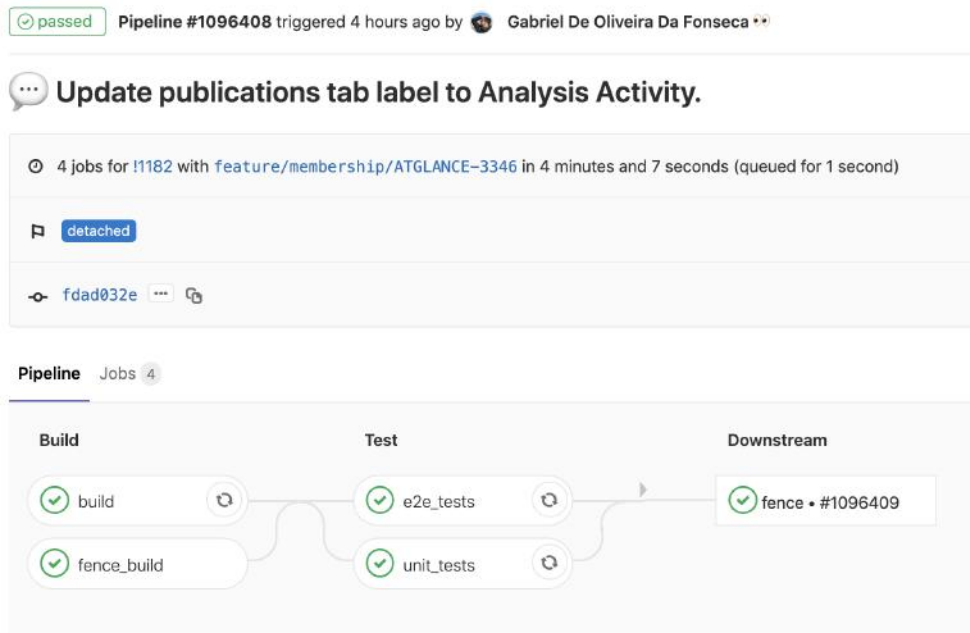 passed Pipeline #1096408 triggered 4 hours ago by Gabriel De Oliveira Da Fonseca
Update publications tab label to Analysis Activity.
4 jobs for !1182 with feature/membership/ATGLANCE-3346 in 4 minutes and 7 seconds (queued for 1 second)
detached
fdad032e
Pipeline Jobs 4
Build Test Downstream
build e2e_tests fence • #1096409
fence_build unit_tests